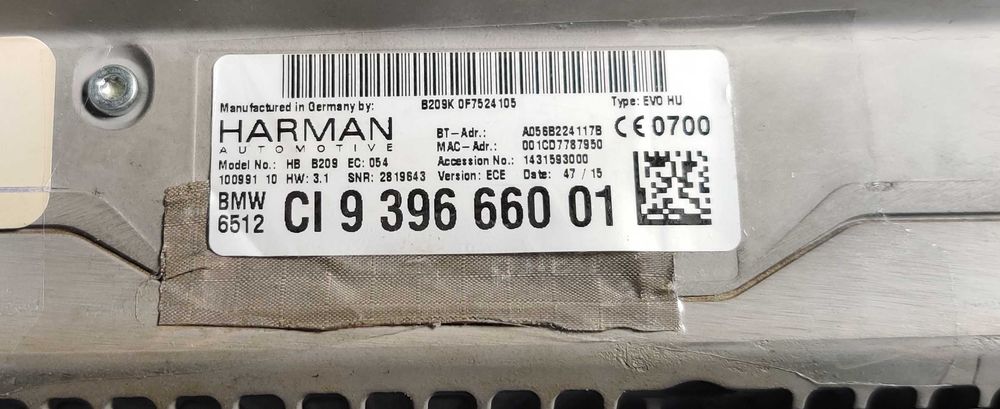 B209K 0F7524105
Manufactured in Germany by: Type: EVO HU
HARMAN
AUTOMOTIVE
BT-Adr.: A056B224117B
CE 0700
MAC-Adr.: 001CD7787950
Model No.: HB B209 EC: 054 Accession No.: 1431593000
100991 10 HW: 3.1 SNR: 2819643 Version: ECE Date: 47 / 15
BMW
6512
CI 9 396 660 01